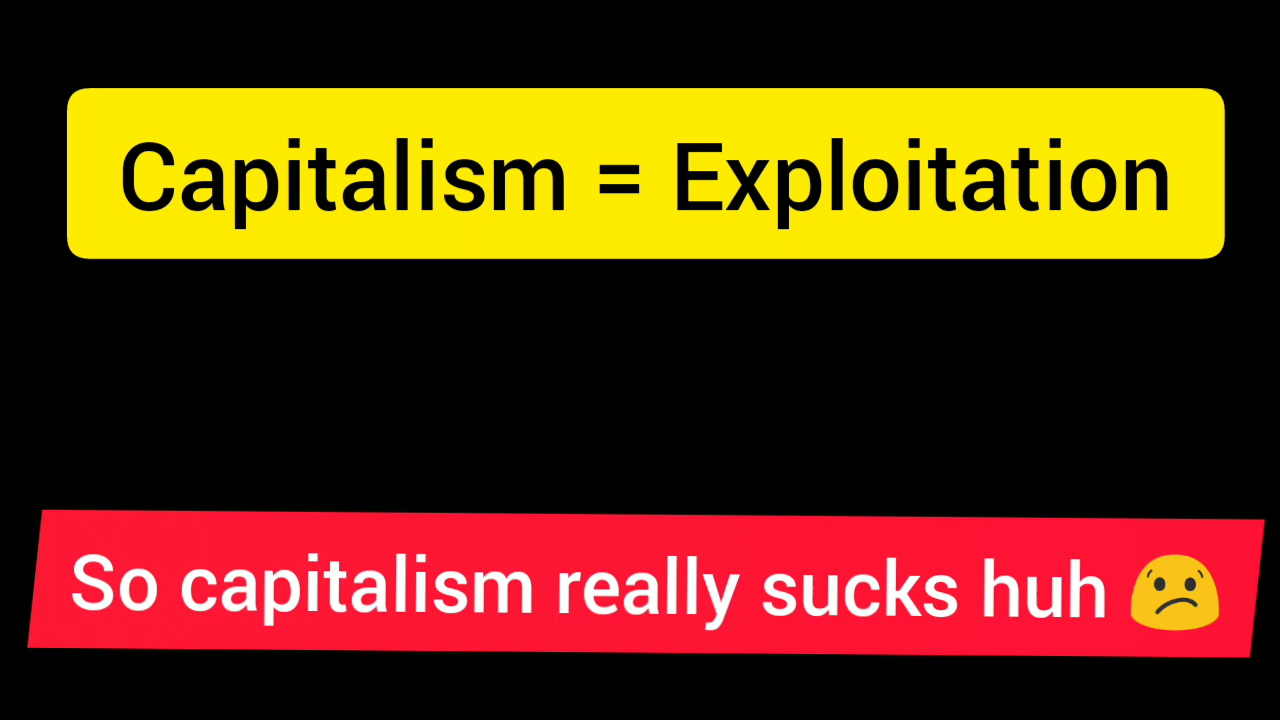 Capitalism = Exploitation
So capitalism really sucks huh 😕